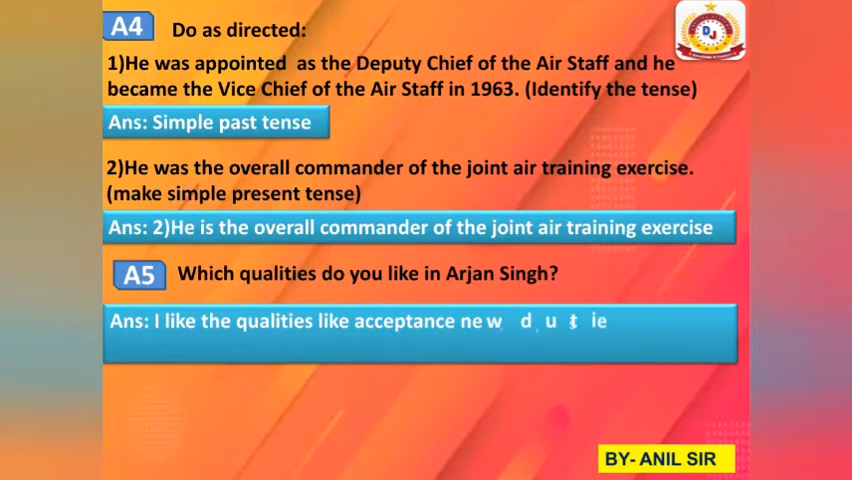 A4 Do as directed:
1)He was appointed as the Deputy Chief of the Air Staff and he
became the Vice Chief of the Air Staff in 1963. (Identify the tense)
Ans: Simple past tense
2)He was the overall commander of the joint air training exercise.
(make simple present tense)
Ans: 2)He is the overall commander of the joint air training exercise
A5 Which qualities do you like in Arjan Singh?
Ans: I like the qualities like acceptance new dutie
DJ
BY- ANIL SIR